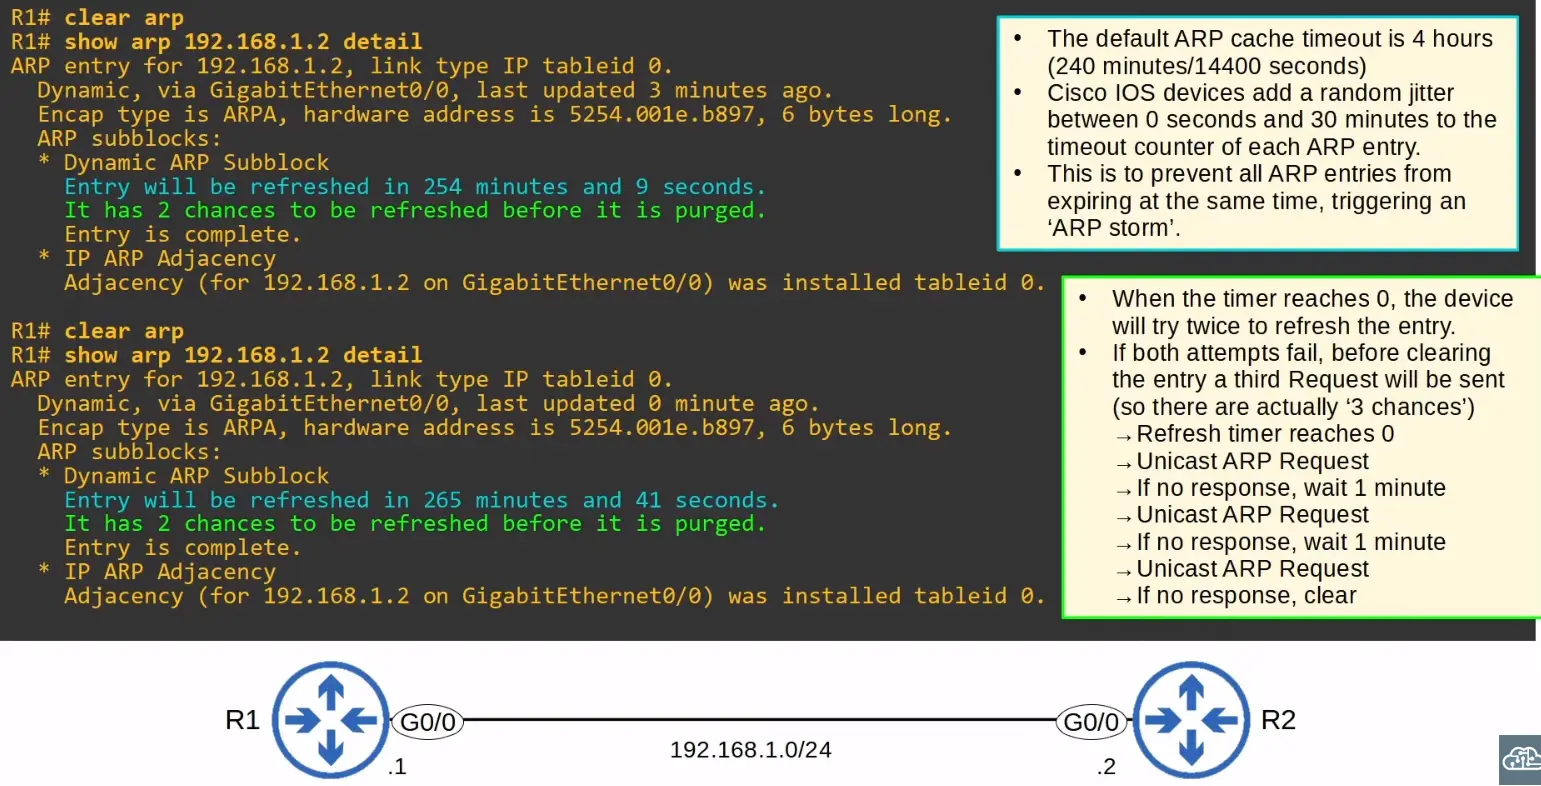 R1# clear arp
R1# show arp 192.168.1.2 detail
ARP entry for 192.168.1.2, link type IP tableid 0.
Dynamic, via GigabitEthernet0/0, last updated 3 minutes ago.
Encap type is ARPA, hardware address is 5254.001e.b897, 6 bytes long.
ARP subblocks:
* Dynamic ARP Subblock
Entry will be refreshed in 254 minutes and 9 seconds.
It has 2 chances to be refreshed before it is purged.
Entry is complete.
* IP ARP Adjacency
Adjacency (for 192.168.1.2 on GigabitEthernet0/0) was installed tableid 0.
R1# clear arp
R1# show arp 192.168.1.2 detail
ARP entry for 192.168.1.2, link type IP tableid 0.
Dynamic, via GigabitEthernet0/0, last updated 0 minute ago.
Encap type is ARPA, hardware address is 5254.001e.b897, 6 bytes long.
ARP subblocks:
* Dynamic ARP Subblock
Entry will be refreshed in 265 minutes and 41 seconds.
It has 2 chances to be refreshed before it is purged.
Entry is complete.
* IP ARP Adjacency
Adjacency (for 192.168.1.2 on GigabitEthernet0/0) was installed tableid 0.
• The default ARP cache timeout is 4 hours
(240 minutes/14400 seconds)
• Cisco IOS devices add a random jitter
between 0 seconds and 30 minutes to the
timeout counter of each ARP entry.
• This is to prevent all ARP entries from
expiring at the same time, triggering an
‘ARP storm’.
• When the timer reaches 0, the device
will try twice to refresh the entry.
• If both attempts fail, before clearing
the entry a third Request will be sent
(so there are actually ‘3 chances’)
→Refresh timer reaches 0
→Unicast ARP Request
→If no response, wait 1 minute
→Unicast ARP Request
→If no response, wait 1 minute
→Unicast ARP Request
→If no response, clear
R1
G0/0
.1
192.168.1.0/24
G0/0
.2
R2